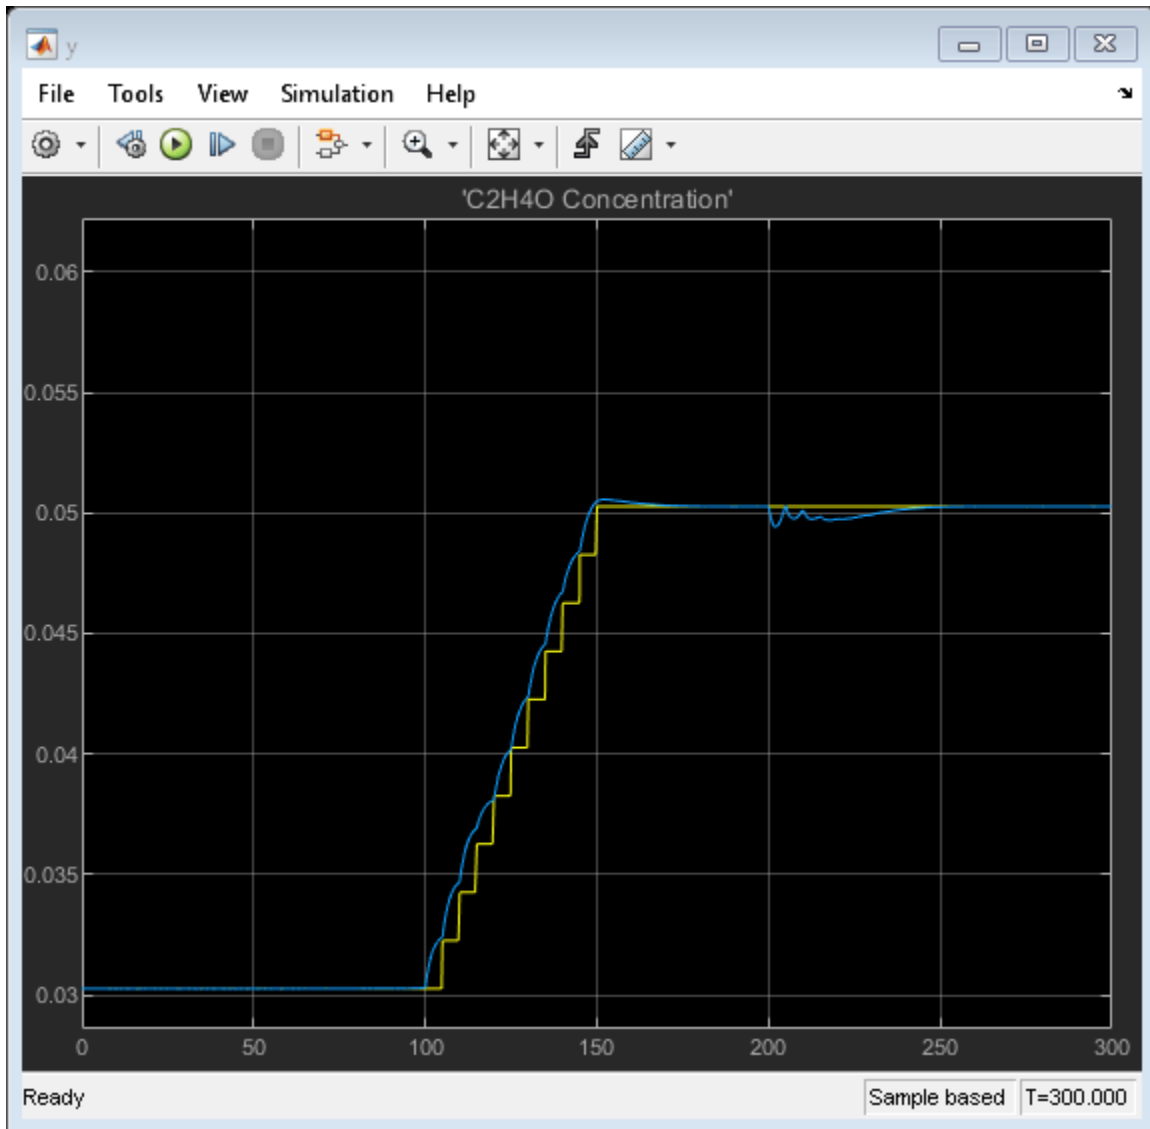 y
File Tools View Simulation Help
'C2H4O Concentration'
0.06
0.055
0.05
0.045
0.04
0.035
0.03
0 50 100 150 200 250 300
Ready Sample based T=300.000